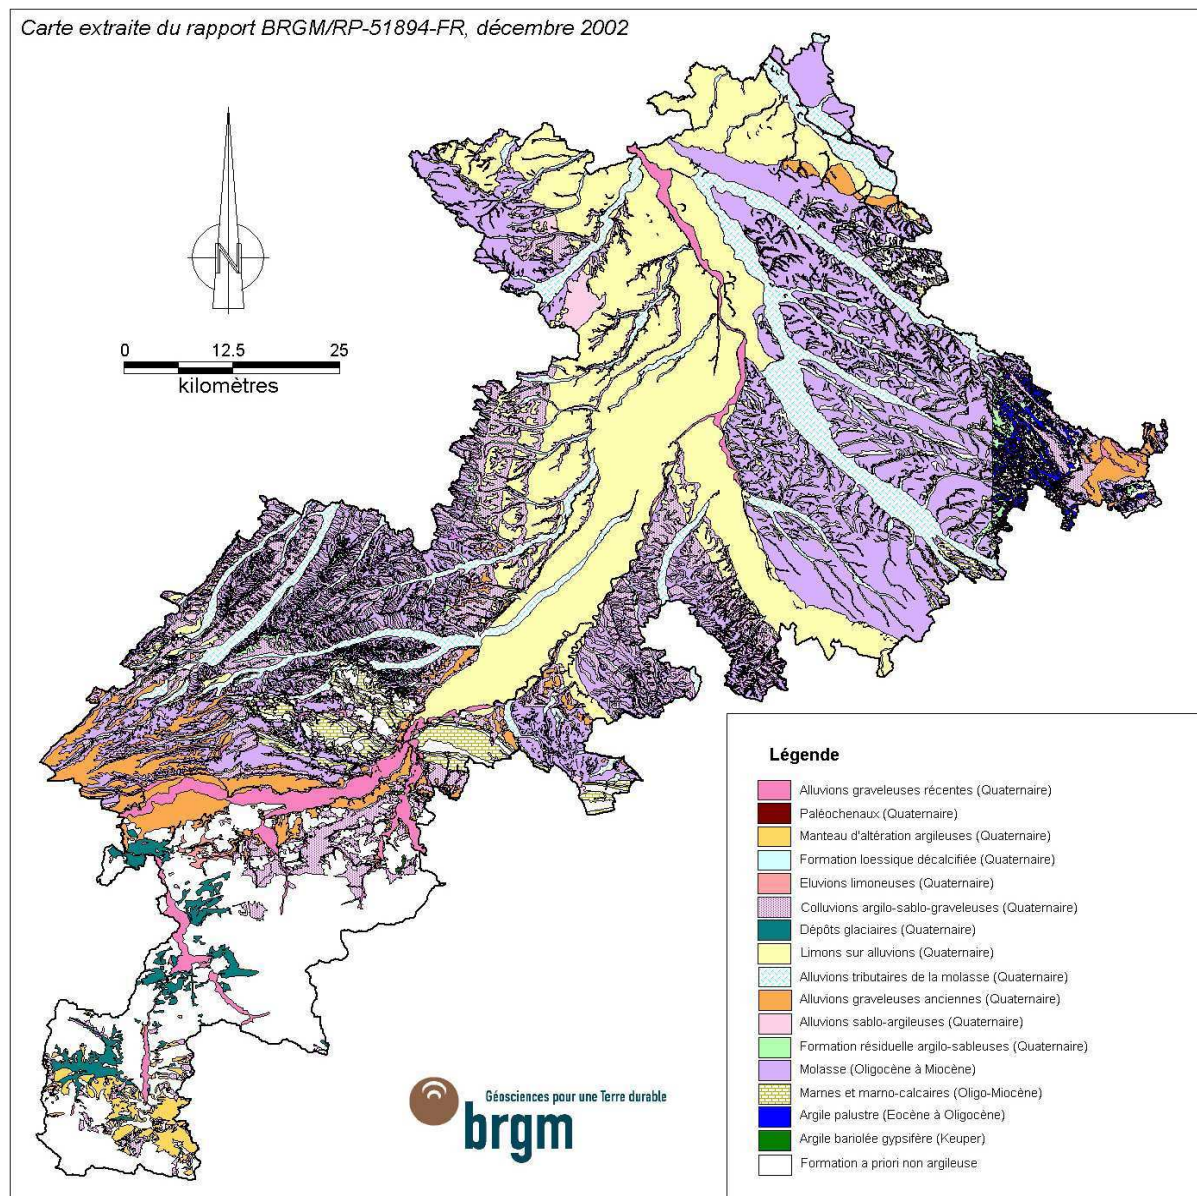 Carte extraite du rapport BRGM/RP-51894-FR, décembre 2002
N
0 12.5 25
kilomètres
Légende
Alluvions graveleuses récentes (Quaternaire)
Paléochenaux (Quaternaire)
Manteau d'altération argileuses (Quaternaire)
Formation loessique décalcifiée (Quaternaire)
Eluvions limoneuses (Quaternaire)
Colluvions argilo-sablo-graveleuses (Quaternaire)
Dépôts glaciaires (Quaternaire)
Limons sur alluvions (Quaternaire)
Alluvions tributaires de la molasse (Quaternaire)
Alluvions graveleuses anciennes (Quaternaire)
Alluvions sablo-argileuses (Quaternaire)
Formation résiduelle argilo-sableuses (Quaternaire)
Molasse (Oligocène à Miocène)
Marnes et marno-calcaires (Oligo-Miocène)
Argile palustre (Eocène à Oligocène)
Argile bariolée gypsifère (Keuper)
Formation a priori non argileuse
Géosciences pour une Terre durable
brgm